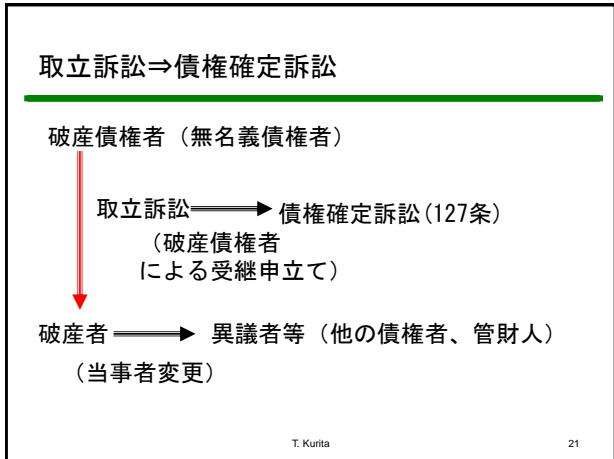 取立訴訟⇒債権確定訴訟
破産債権者（無名義債権者）
取立訴訟 債権確定訴訟(127条)
（破産債権者
による受継申立て）
破産者 異議者等（他の債権者、管財人）
（当事者変更）
T. Kurita 21